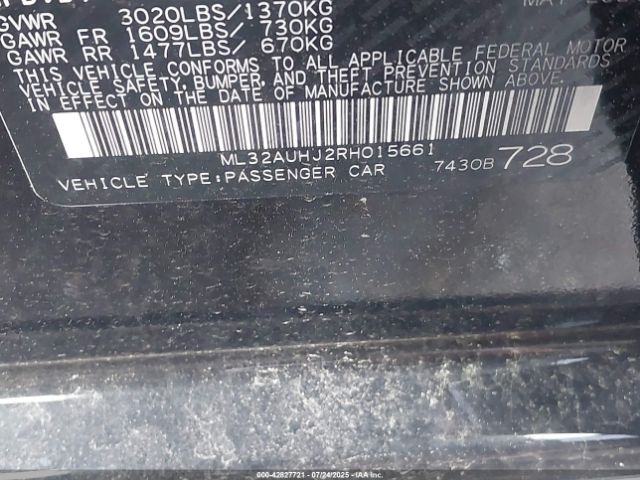 GVWR 3020LBS/1370KG
GAWR FR 1609LBS/ 730KG
GAWR RR 1477LBS/ 670KG
THIS VEHICLE CONFORMS TO ALL APPLICABLE FEDERAL MOTOR
VEHICLE SAFETY, BUMPER, AND THEFT PREVENTION STANDARDS
IN EFFECT ON THE DATE OF MANUFACTURE SHOWN ABOVE.
ML32AUHJ2RH015661
VEHICLE TYPE:PASSENGER CAR 7430B 728
000-42827721 - 07/24/2025 - IAA Inc.